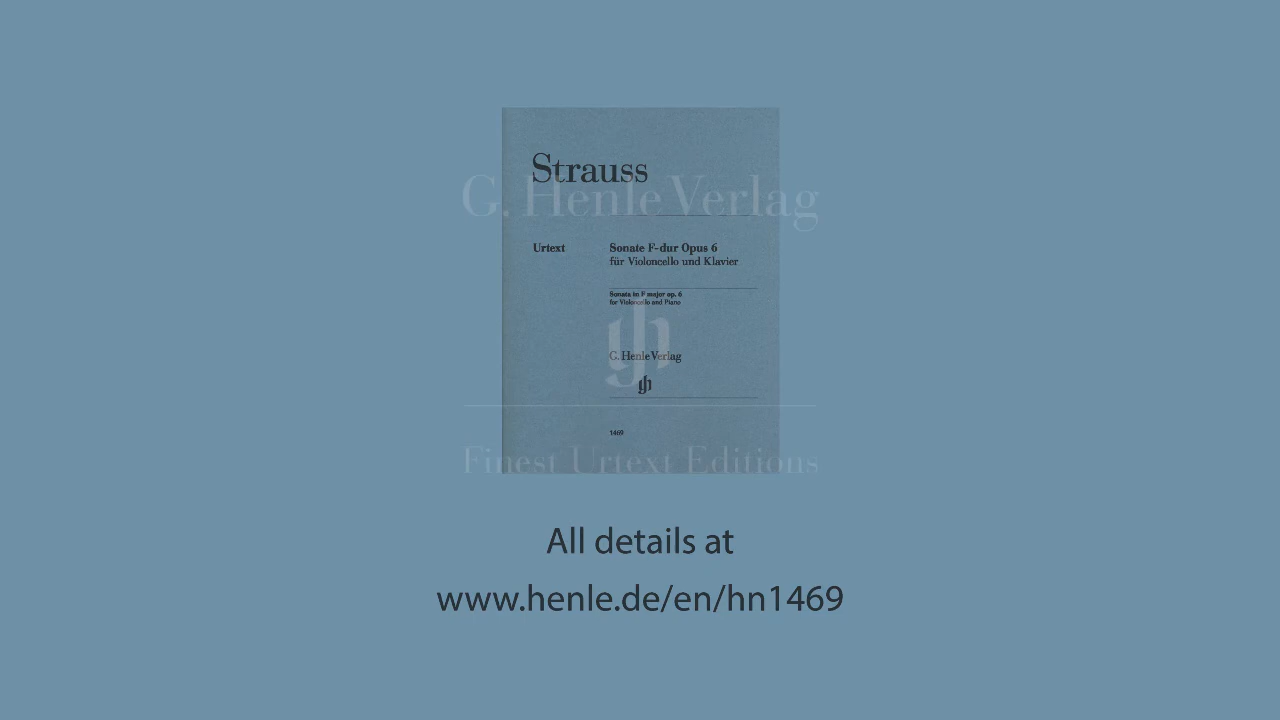 Strauss
G. Henle Verlag
Urtext
Sonate F-dur Opus 6
für Violoncello und Klavier
Sonata in F major op. 6
for Violoncello and Piano
G. Henle Verlag
1469
Finest Urtext Editions
All details at
www.henle.de/en/hn1469